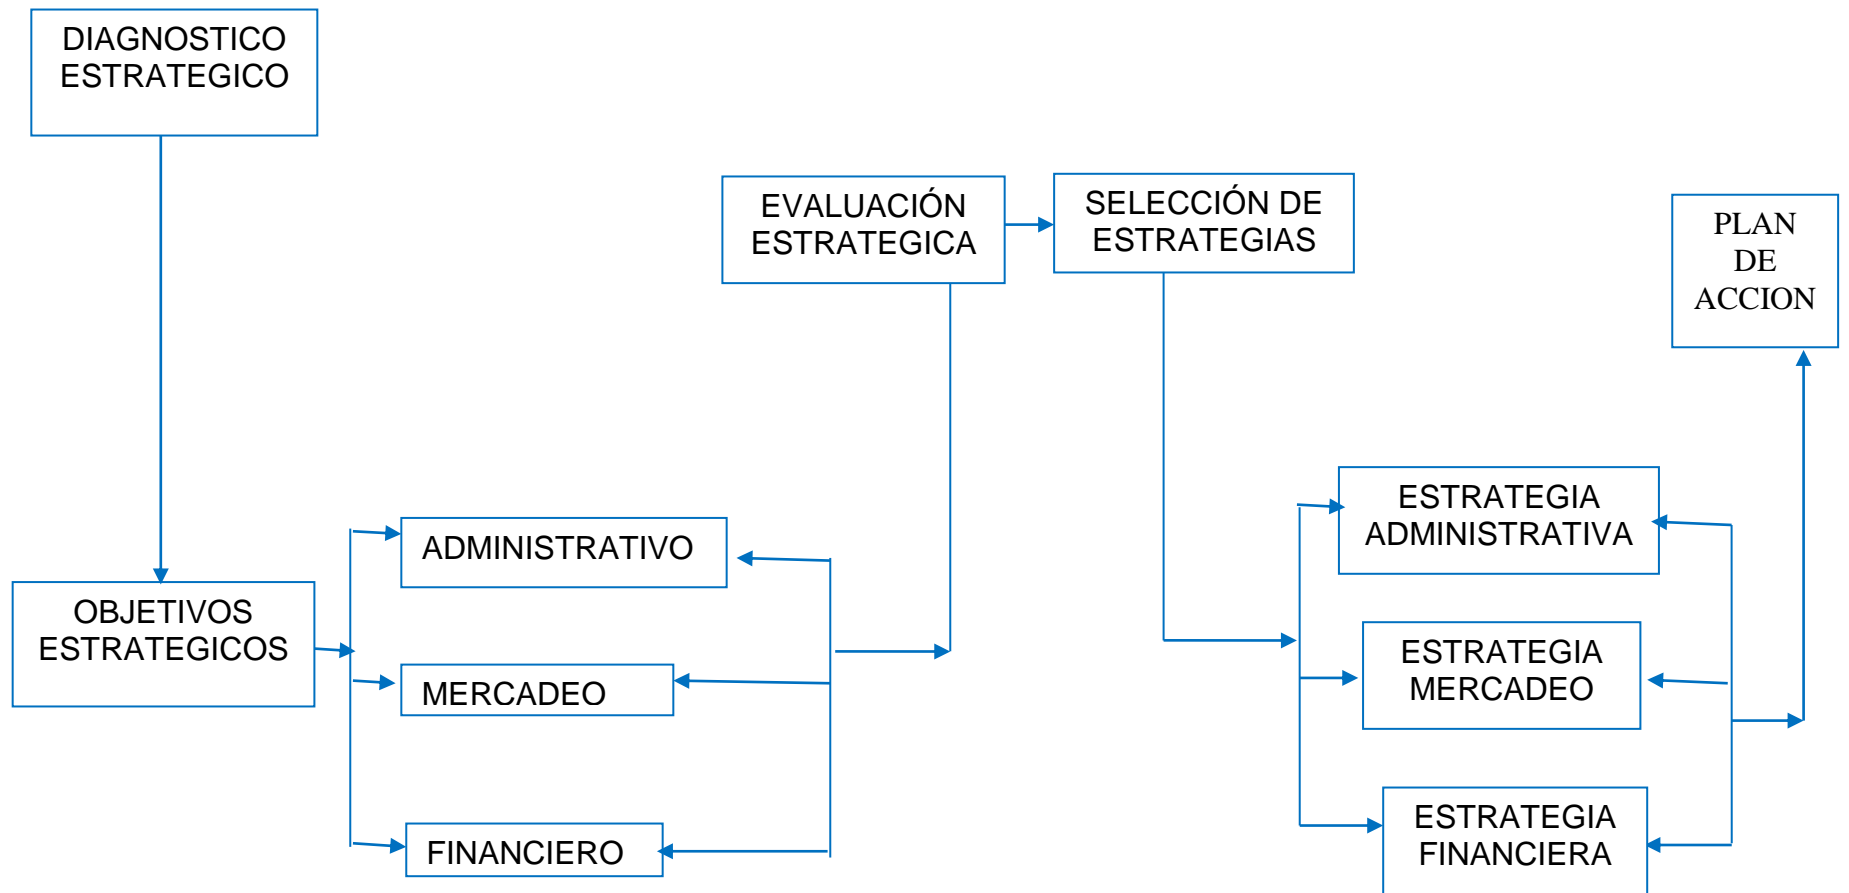 DIAGNOSTICO
ESTRATEGICO
OBJETIVOS
ESTRATEGICOS
ADMINISTRATIVO
MERCADEO
FINANCIERO
EVALUACIÓN
ESTRATEGICA
SELECCIÓN DE
ESTRATEGIAS
ESTRATEGIA
ADMINISTRATIVA
ESTRATEGIA
MERCADEO
ESTRATEGIA
FINANCIERA
PLAN
DE
ACCION